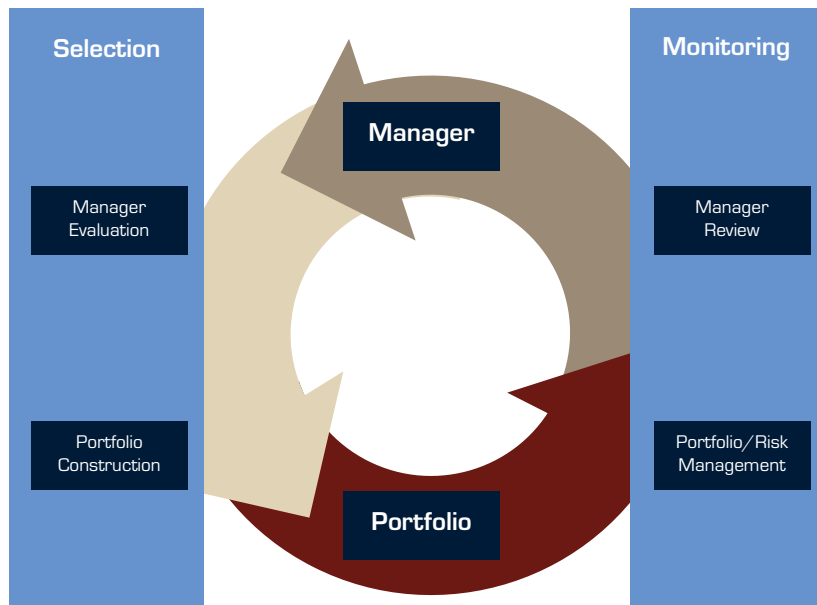 Selection
Monitoring
Manager
Manager
Evaluation
Manager
Review
Portfolio
Construction
Portfolio/Risk
Management
Portfolio